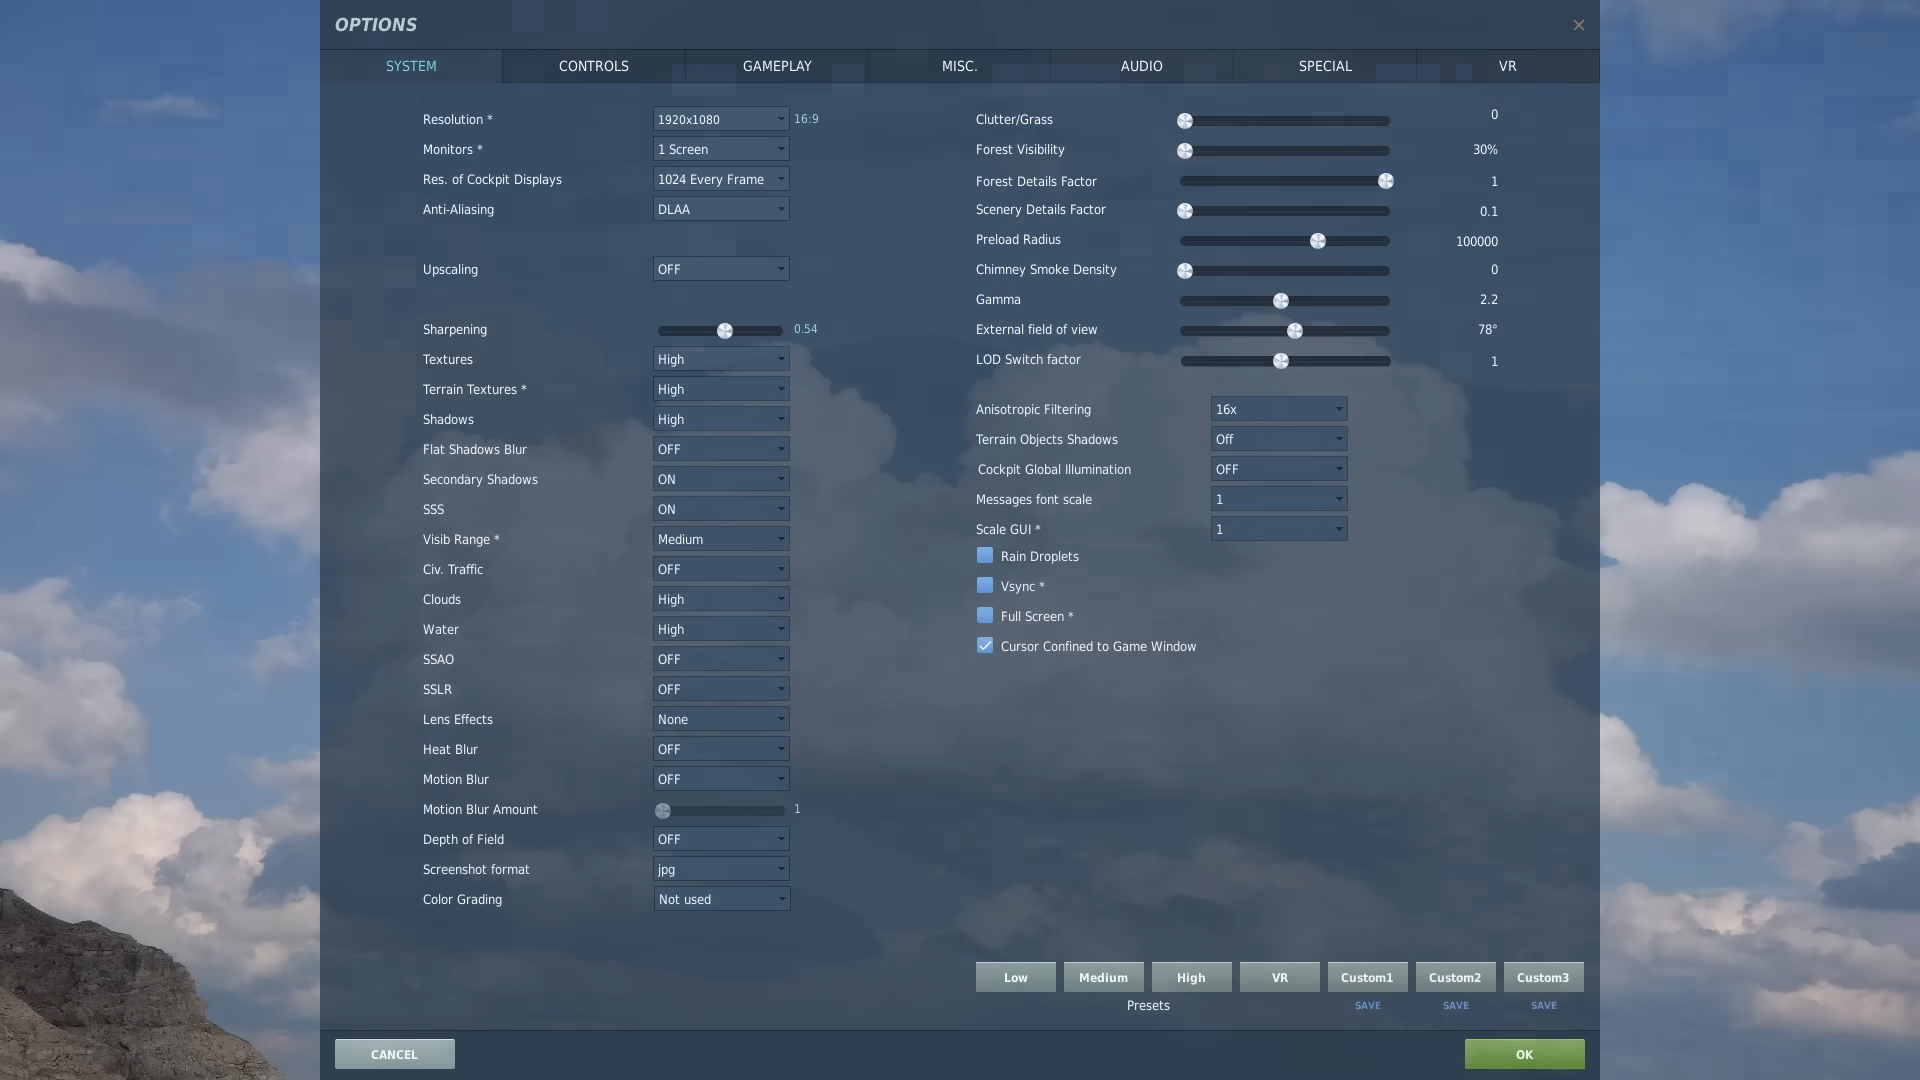 OPTIONS
SYSTEM CONTROLS GAMEPLAY MISC. AUDIO SPECIAL VR
Resolution * 1920x1080 16:9
Monitors * 1 Screen
Res. of Cockpit Displays 1024 Every Frame
Anti-Aliasing DLAA
Upscaling OFF
Sharpening 0.54
Textures High
Terrain Textures * High
Shadows High
Flat Shadows Blur OFF
Secondary Shadows ON
SSS ON
Visib Range * Medium
Civ. Traffic OFF
Clouds High
Water High
SSAO OFF
SSLR OFF
Lens Effects None
Heat Blur OFF
Motion Blur OFF
Motion Blur Amount 1
Depth of Field OFF
Screenshot format jpg
Color Grading Not used
Clutter/Grass 0
Forest Visibility 30%
Forest Details Factor 1
Scenery Details Factor 0.1
Preload Radius 100000
Chimney Smoke Density 0
Gamma 2.2
External field of view 78°
LOD Switch factor 1
Anisotropic Filtering 16x
Terrain Objects Shadows Off
Cockpit Global Illumination OFF
Messages font scale 1
Scale GUI * 1
Rain Droplets
Vsync *
Full Screen *
Cursor Confined to Game Window
Low Medium High VR Custom1 Custom2 Custom3
Presets SAVE SAVE SAVE
CANCEL OK